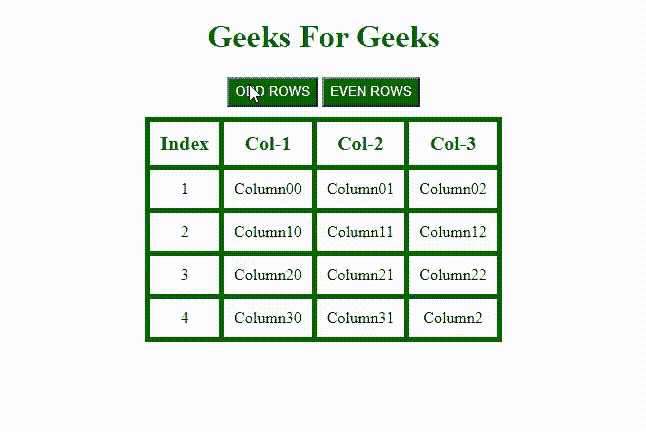 Geeks For Geeks
ODD ROWS EVEN ROWS
Index Col-1 Col-2 Col-3
1 Column00 Column01 Column02
2 Column10 Column11 Column12
3 Column20 Column21 Column22
4 Column30 Column31 Column2